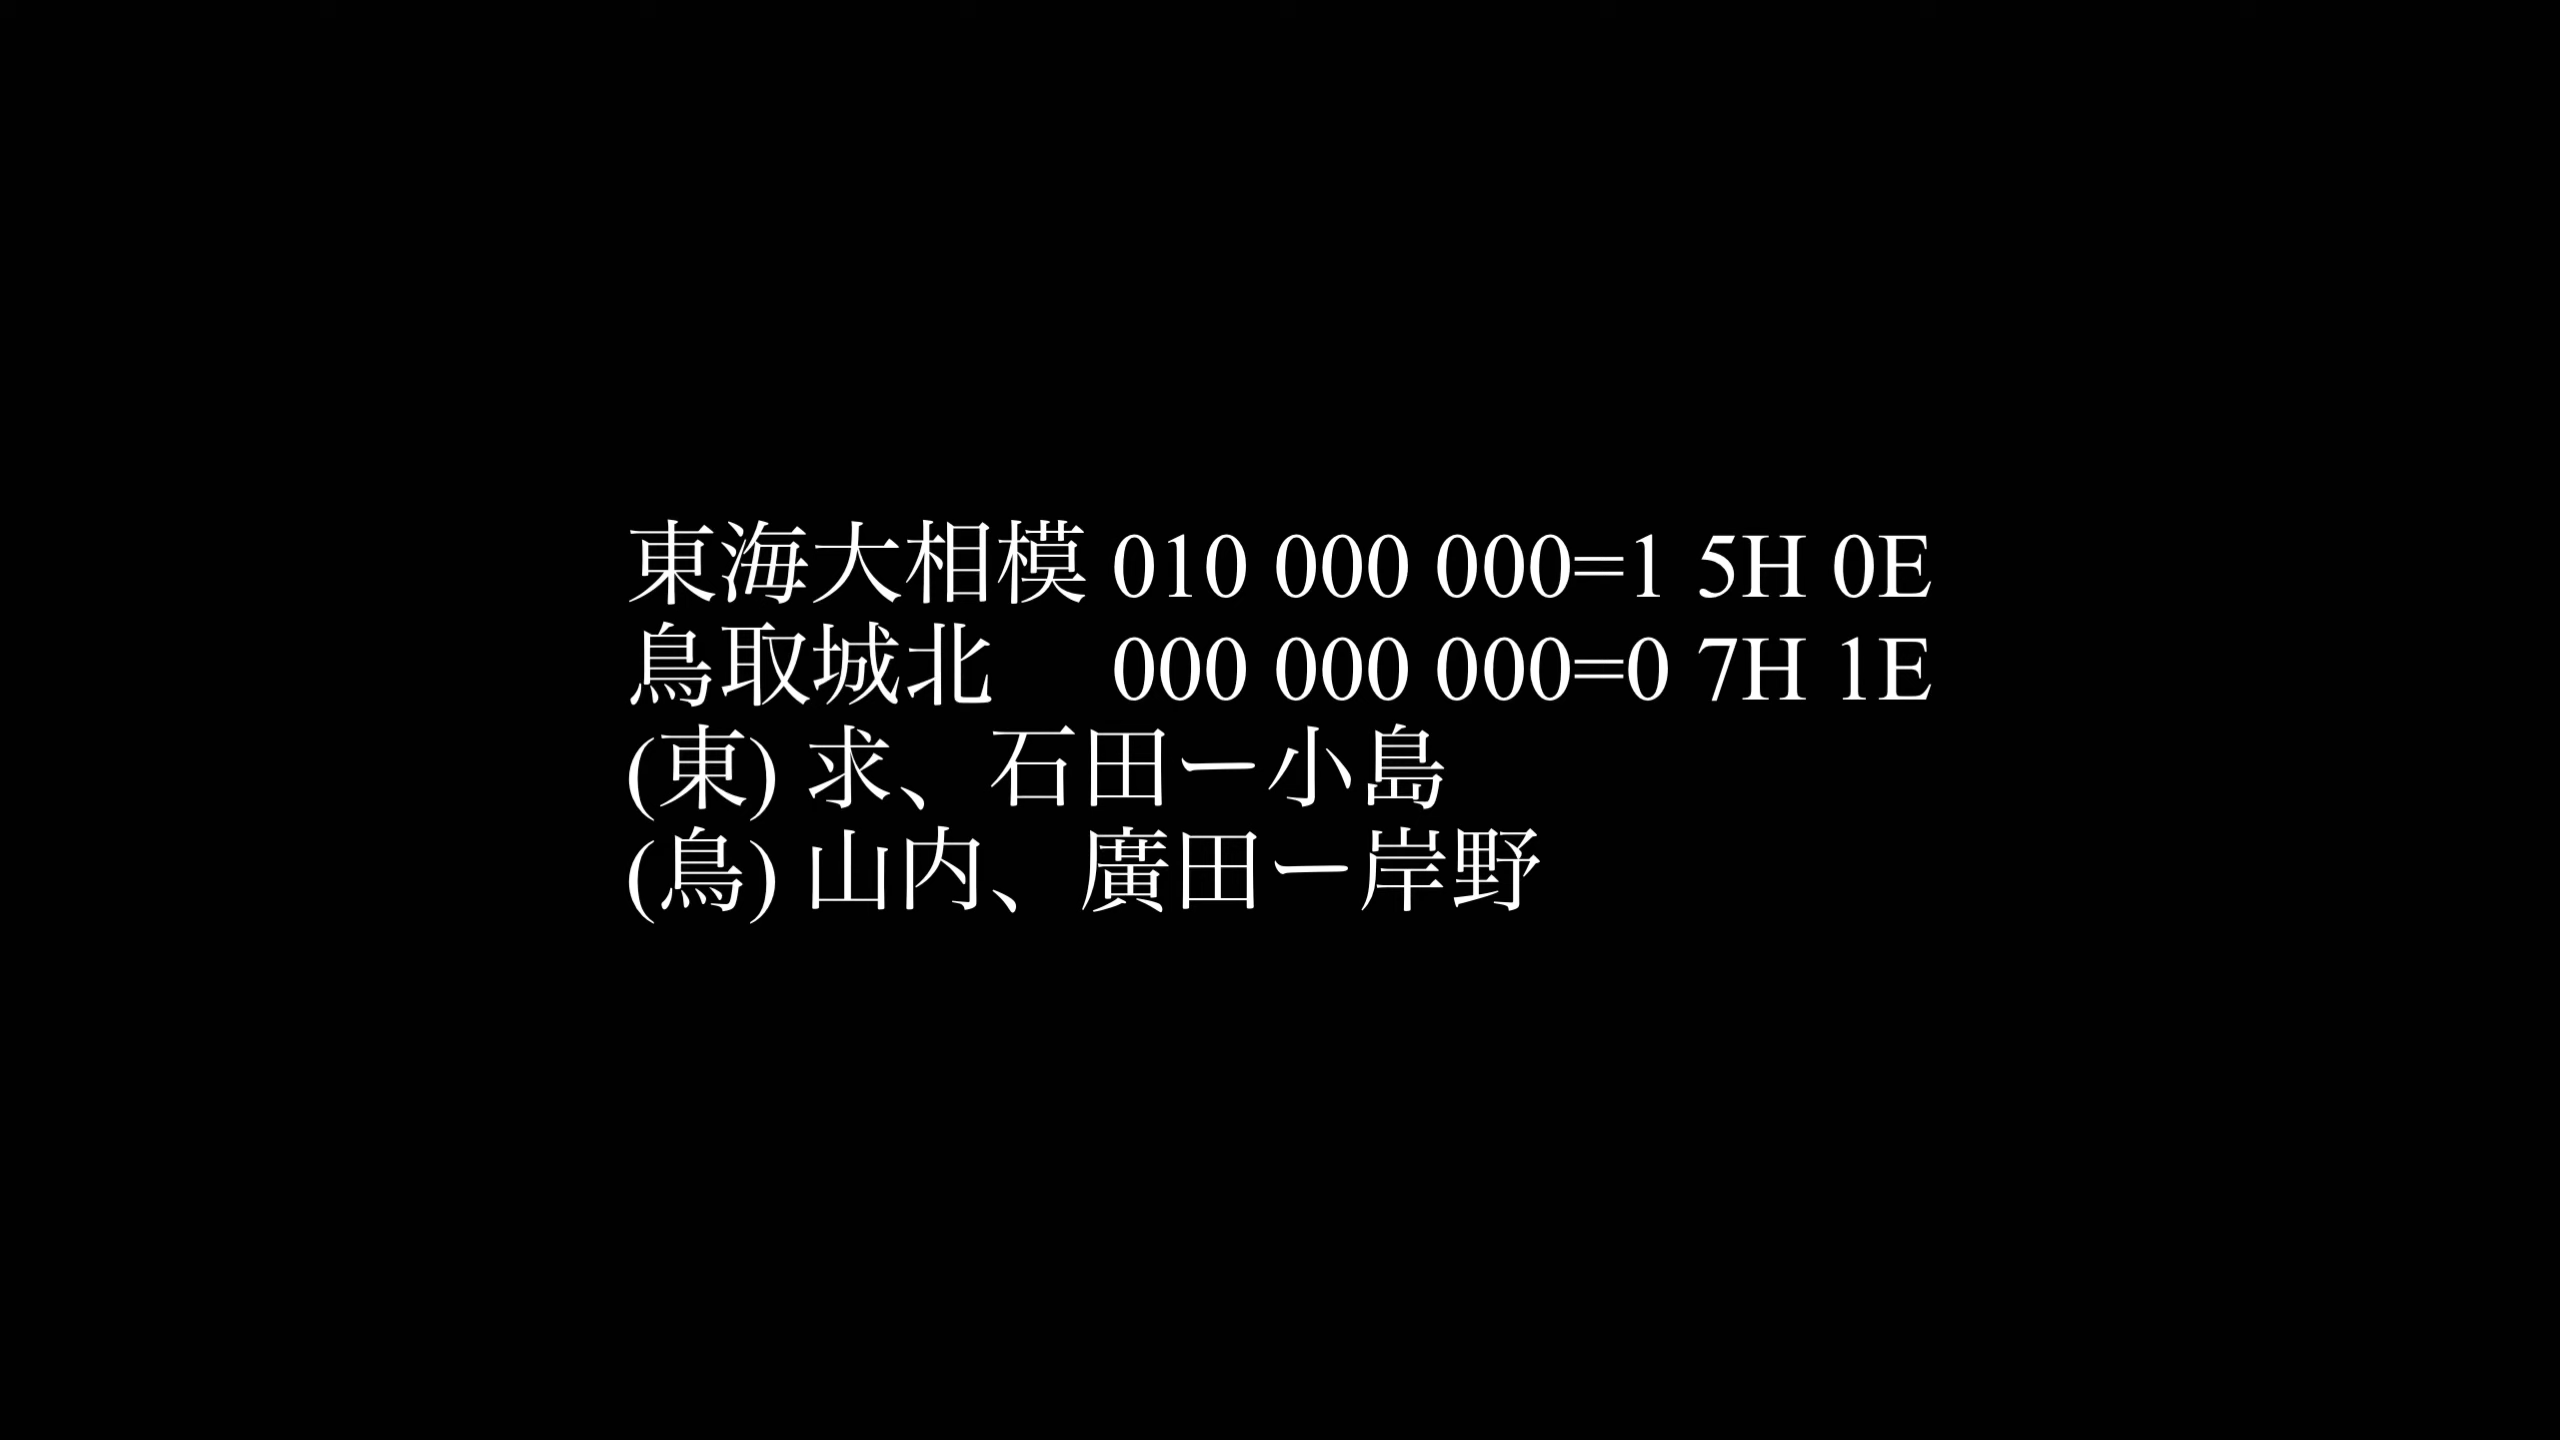 東海大相模 010 000 000=1 5H 0E
鳥取城北　 000 000 000=0 7H 1E
(東) 求、石田ー小島
(鳥) 山内、廣田ー岸野